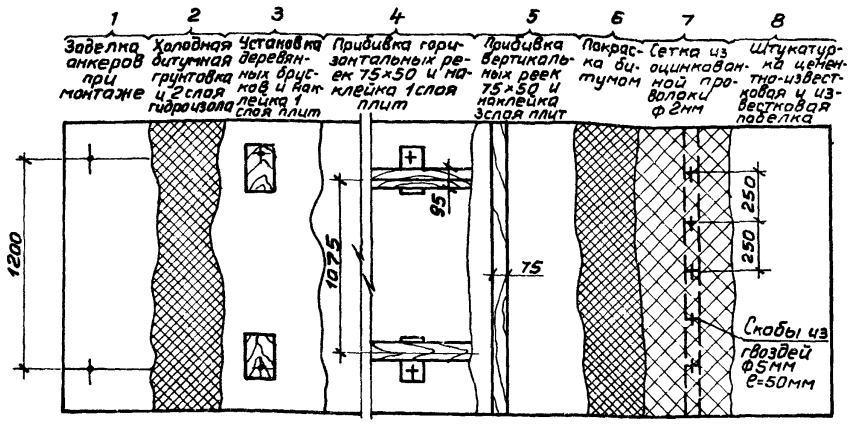 1
2
3
4
5
6
7
8
Заделка
анкеров
при
монтаже
Холодная
битумная
грунтовка
и 2 слоя
гидроизола
Установка
деревян-
ных брус-
ков и нак-
лейка 1
слоя плит
Прибивка гори-
зонтальных ре-
ек 75×50 и на-
клейка 1 слоя
плит
Прибивка
вертикаль-
ных реек
75×50 и
наклейка
3слоя плит
Покрас-
ка би-
тумом
Сетка из
оцинкован-
ной про-
волоки
ф2мм
Штукатур-
ка цемен-
тно-извест-
ковая и из-
вестковая
побелка
1200
1075
95
75
250
250
Скобы из
гвоздей
ф5мм
ℓ=50мм